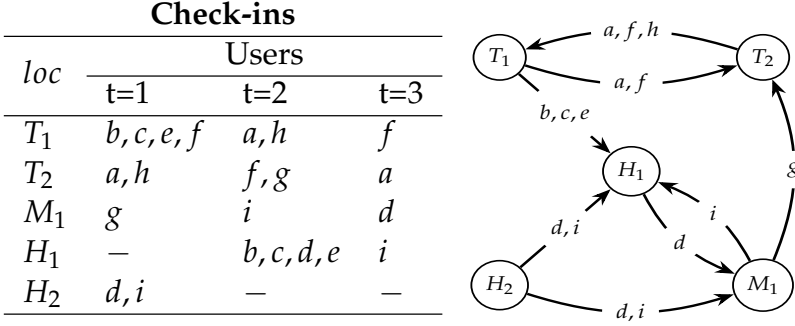 Check-ins
loc Users
t=1 t=2 t=3
T1 b, c, e, f a, h f
T2 a, h f, g a
M1 g i d
H1 − b, c, d, e i
H2 d, i − −
a, f, h
T1 T2
a, f
b, c, e
g
H1
d, i i
d
H2 M1
d, i